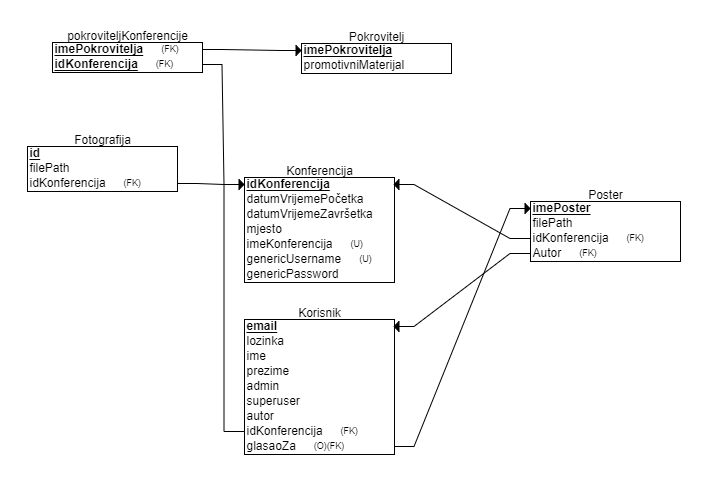 pokroviteljKonferencije
imePokrovitelja (FK)
idKonferencija (FK)
Pokrovitelj
imePokrovitelja
promotivniMaterijal
Fotografija
id
filePath
idKonferencija (FK)
Konferencija
idKonferencija
datumVrijemePočetka
datumVrijemeZavršetka
mjesto
imeKonferencija (U)
genericUsername (U)
genericPassword
Poster
imePoster
filePath
idKonferencija (FK)
Autor (FK)
Korisnik
email
lozinka
ime
prezime
admin
superuser
autor
idKonferencija (FK)
glasaoZa (O)(FK)